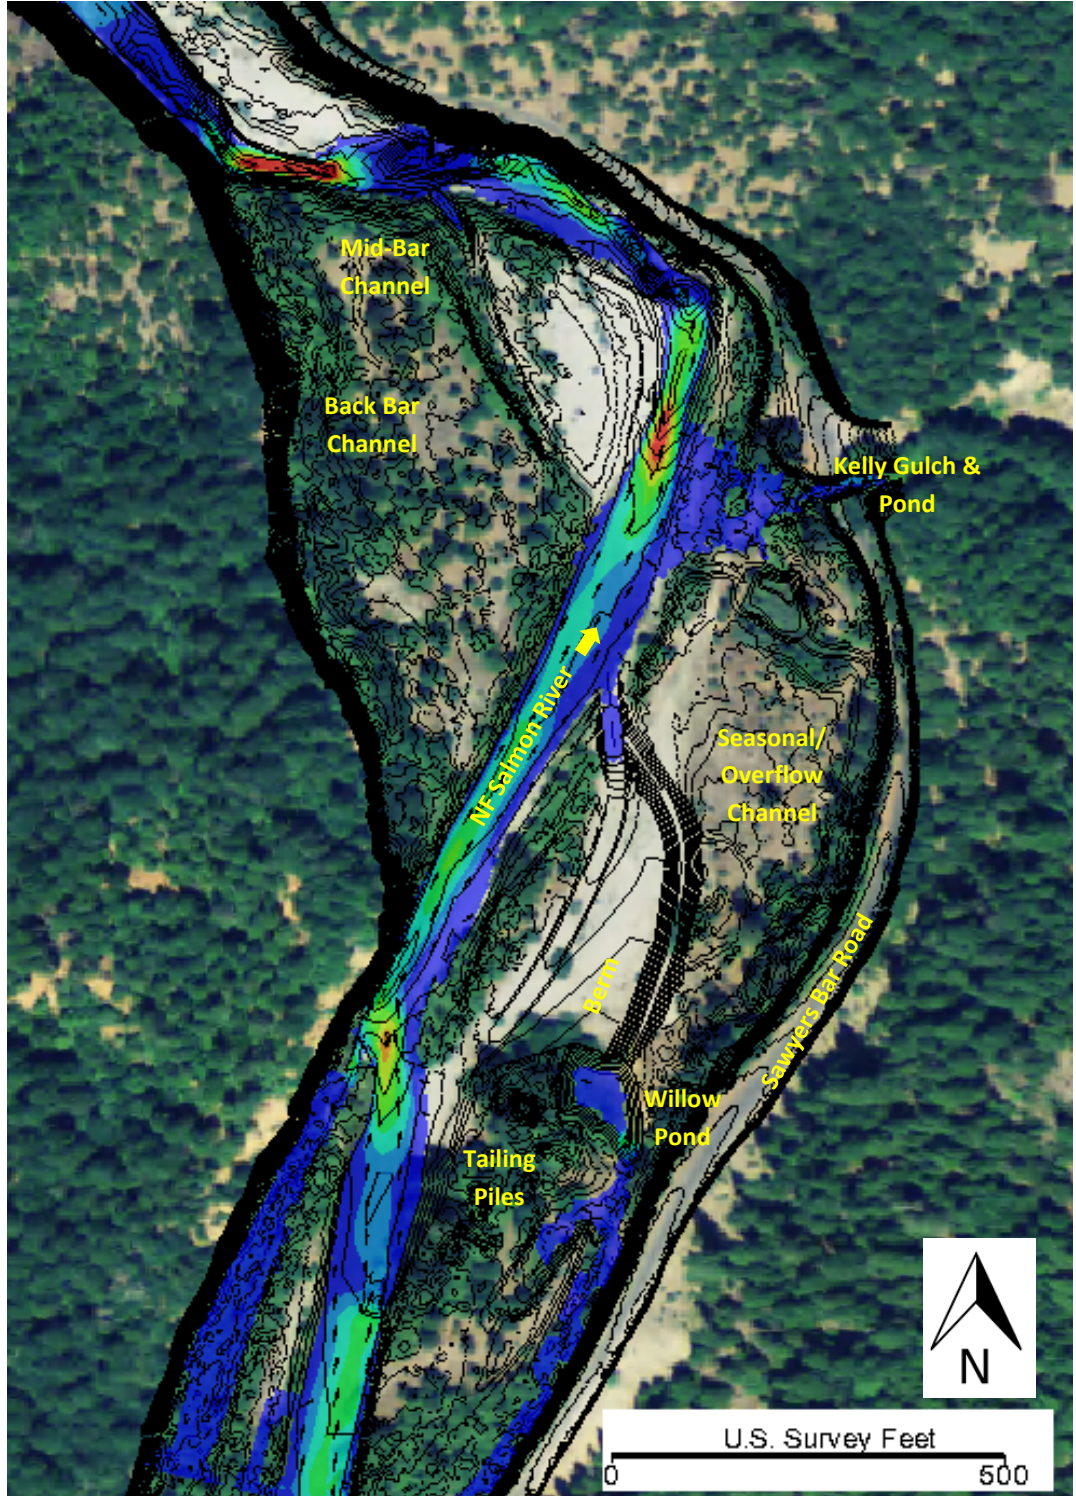 Mid-Bar
Channel
Back Bar
Channel
Kelly Gulch &
Pond
NF Salmon River
Seasonal/
Overflow
Channel
Berm
Sawyers Bar Road
Willow
Pond
Tailing
Piles
N
U.S. Survey Feet
0 500